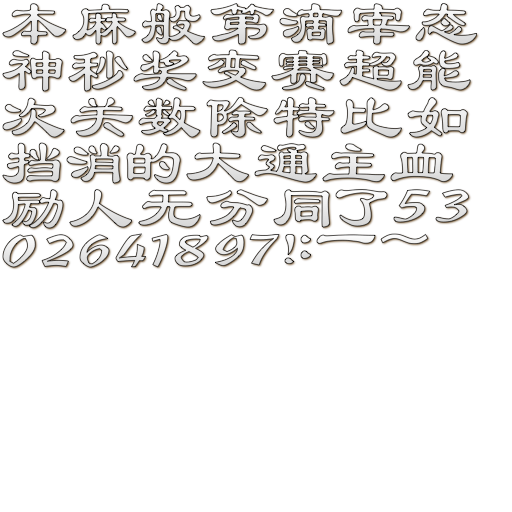 本麻般第滴宰态
神秒奖变赛超能
次关数除特比如
挡消的大通主血
励人无分同了53
02641897!:一~